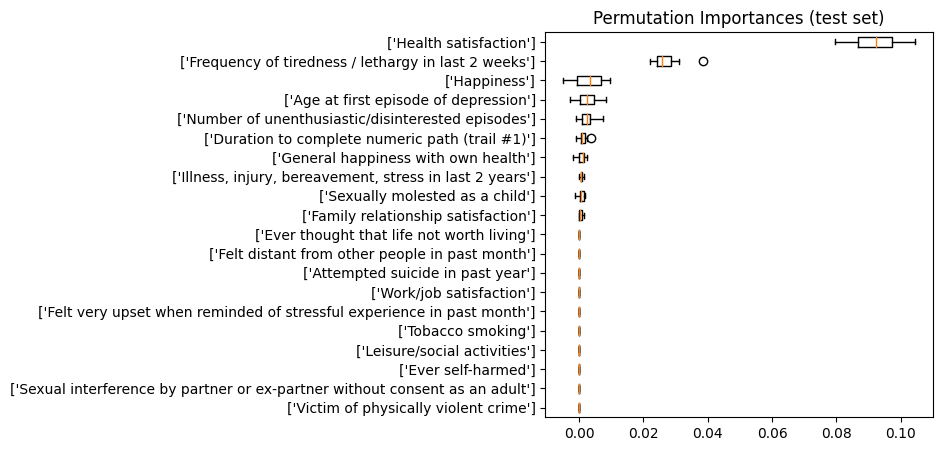 Permutation Importances (test set)
['Health satisfaction']
['Frequency of tiredness / lethargy in last 2 weeks']
['Happiness']
['Age at first episode of depression']
['Number of unenthusiastic/disinterested episodes']
['Duration to complete numeric path (trail #1)']
['General happiness with own health']
['Illness, injury, bereavement, stress in last 2 years']
['Sexually molested as a child']
['Family relationship satisfaction']
['Ever thought that life not worth living']
['Felt distant from other people in past month']
['Attempted suicide in past year']
['Work/job satisfaction']
['Felt very upset when reminded of stressful experience in past month']
['Tobacco smoking']
['Leisure/social activities']
['Ever self-harmed']
['Sexual interference by partner or ex-partner without consent as an adult']
['Victim of physically violent crime']
0.00 0.02 0.04 0.06 0.08 0.10